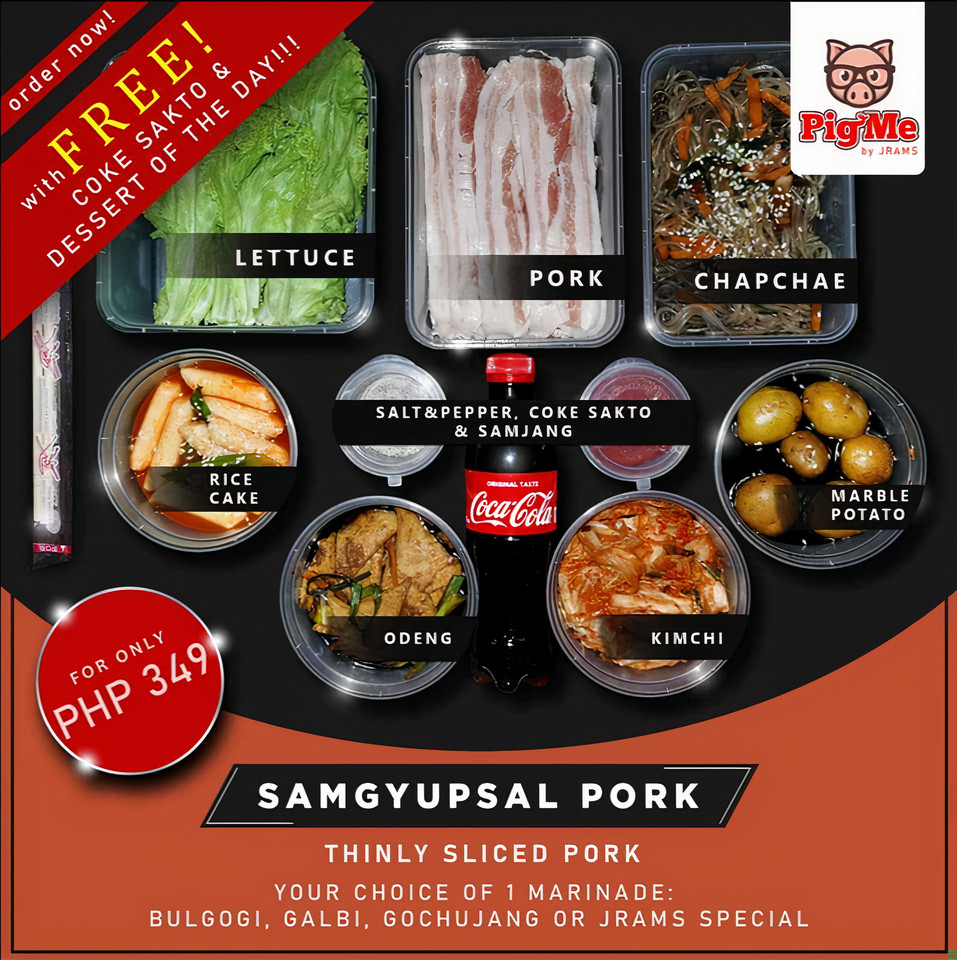 order now!
with FREE!
COKE SAKTO &
DESSERT OF THE DAY!!!!
Pig'Me
by JRAMS
LETTUCE
PORK
CHAPCHAE
SALT&PEPPER, COKE SAKTO
& SAMJANG
RICE
CAKE
ORIGINAL TASTE
Coca-Cola
MARBLE
POTATO
ODENG
KIMCHI
FOR ONLY
PHP 349
SAMGYUPSAL PORK
THINLY SLICED PORK
YOUR CHOICE OF 1 MARINADE:
BULGOGI, GALBI, GOCHUJANG OR JRAMS SPECIAL